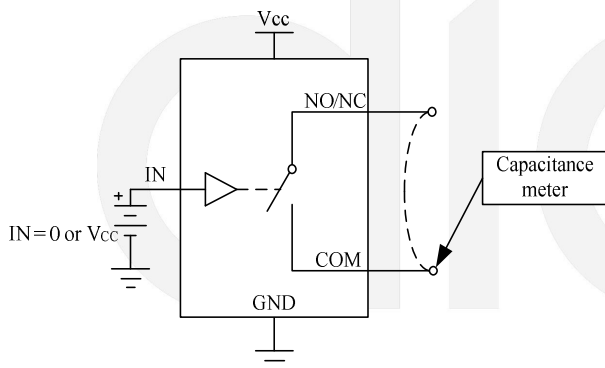 Vcc
NO/NC
IN
+
IN=0 or VCC
COM
GND
Capacitance
meter